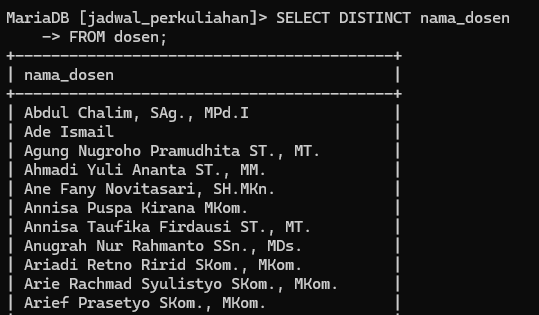 MariaDB [jadwal_perkuliahan]> SELECT DISTINCT nama_dosen
    -> FROM dosen;
+------------------------------------------+
| nama_dosen                               |
+------------------------------------------+
| Abdul Chalim, SAg., MPd.I                |
| Ade Ismail                               |
| Agung Nugroho Pramudhita ST., MT.        |
| Ahmadi Yuli Ananta ST., MM.              |
| Ane Fany Novitasari, SH.MKn.             |
| Annisa Puspa Kirana MKom.                |
| Annisa Taufika Firdausi ST., MT.         |
| Anugrah Nur Rahmanto SSn., MDs.          |
| Ariadi Retno Ririd SKom., MKom.          |
| Arie Rachmad Syulistyo SKom., MKom.      |
| Arief Prasetyo SKom., MKom.              |